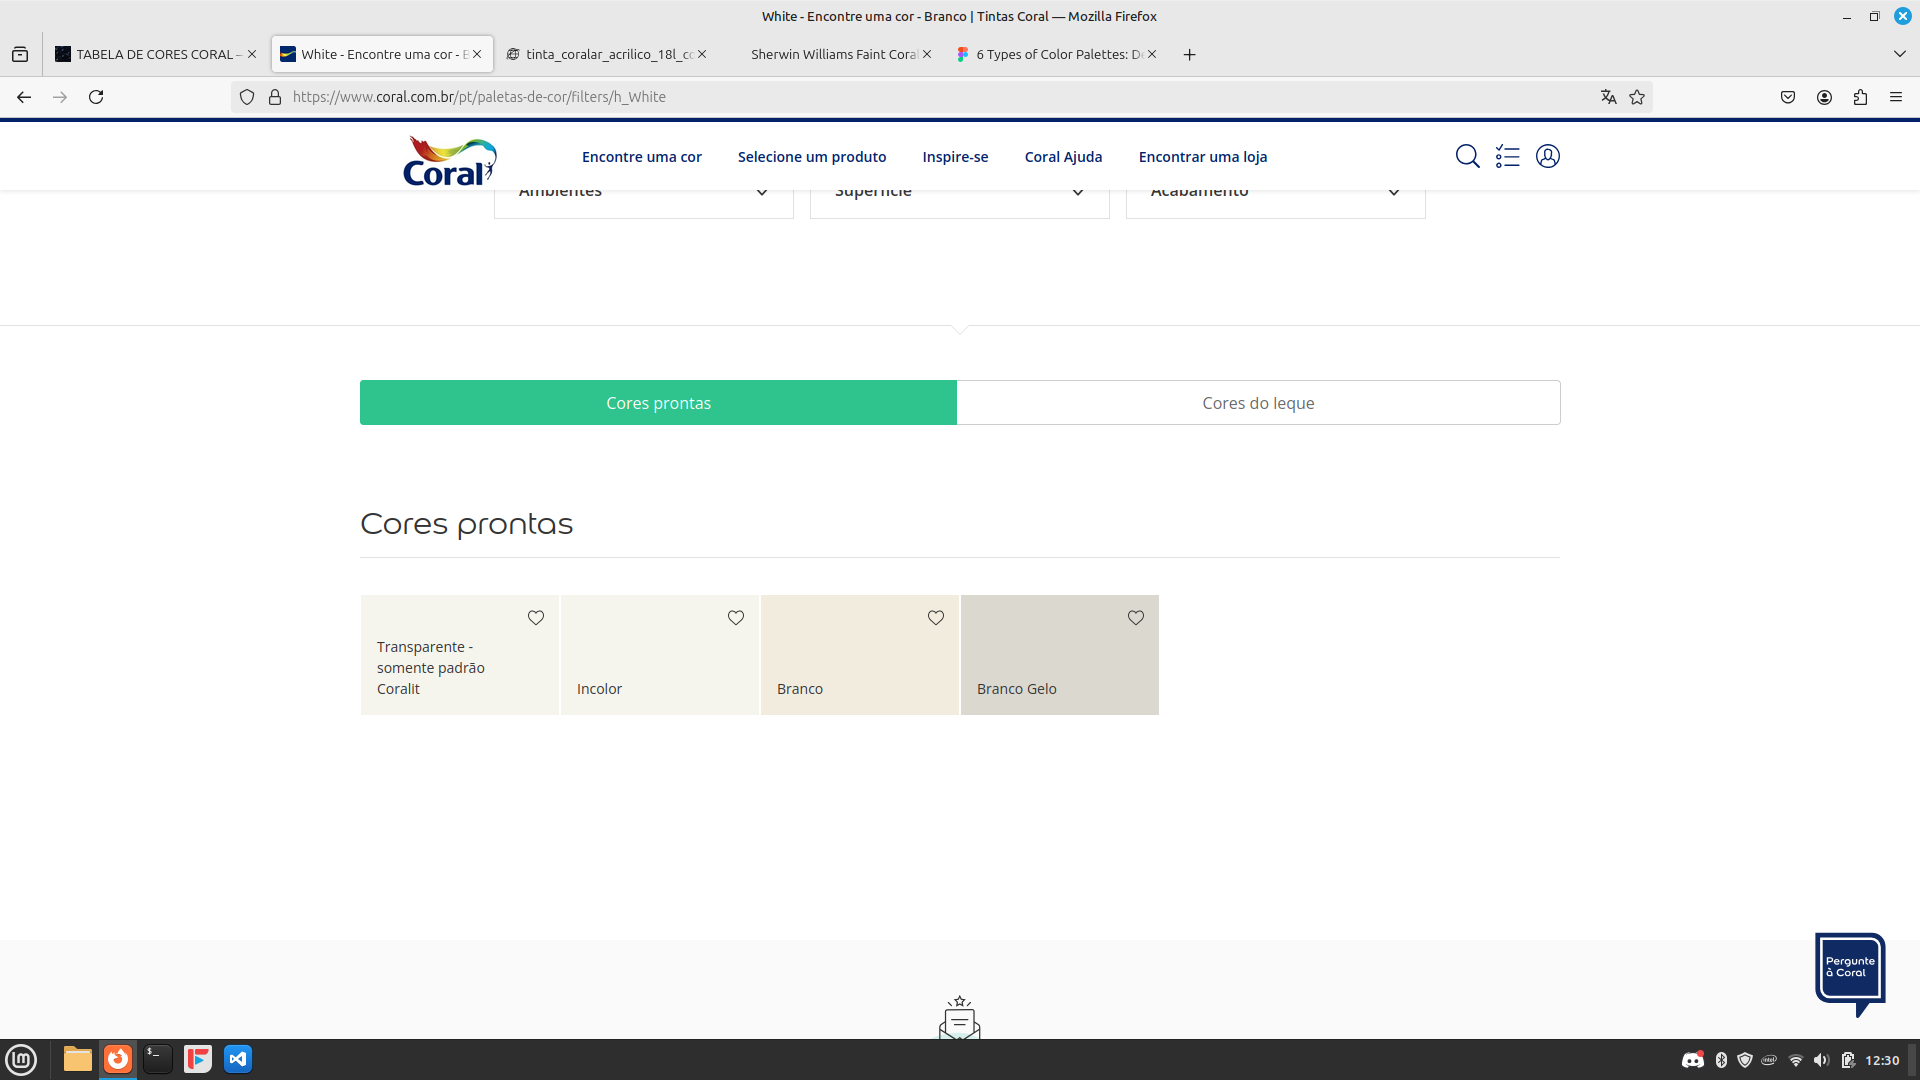 White - Encontre uma cor - Branco | Tintas Coral — Mozilla Firefox
TABELA DE CORES CORAL –
White - Encontre uma cor - B
tinta_coralar_acrilico_18l_co
Sherwin Williams Faint Coral
6 Types of Color Palettes: De
https://www.coral.com.br/pt/paletas-de-cor/filters/h_White
Coral
Encontre uma cor
Selecione um produto
Inspire-se
Coral Ajuda
Encontrar uma loja
Ambientes
Superfície
Acabamento
Cores prontas
Cores do leque
Cores prontas
Transparente -
somente padrão
Coralit
Incolor
Branco
Branco Gelo
Pergunte
à Coral
12:30